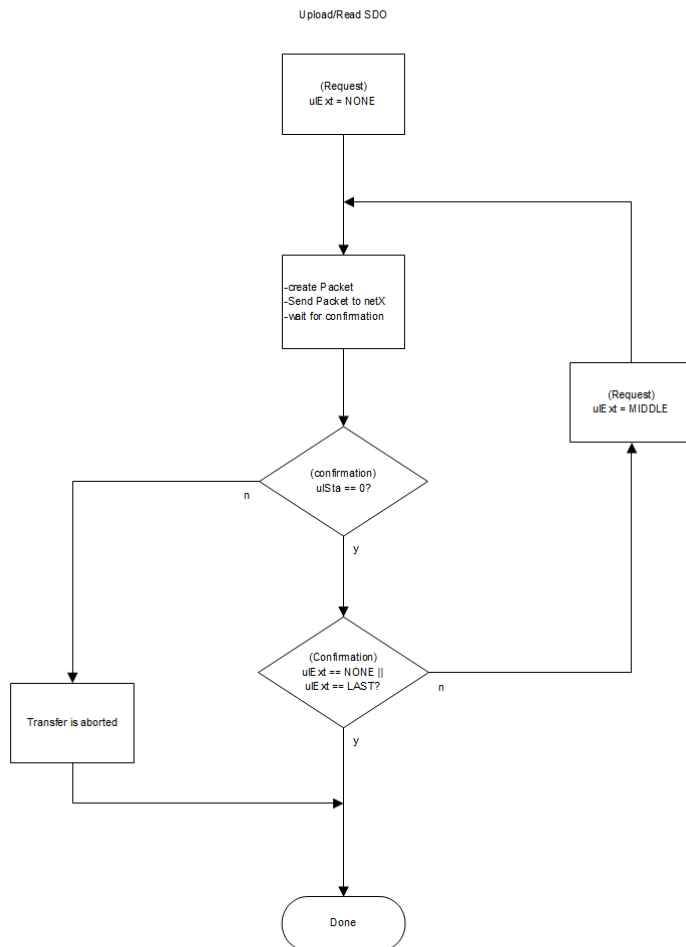 Upload/Read SDO
(Request)
ulExt = NONE
-create Packet
-Send Packet to netX
-wait for confirmation
(Request)
ulExt = MIDDLE
(confirmation)
ulSta == 0?
n
y
(Confirmation)
ulExt == NONE ||
ulExt == LAST?
n
Transfer is aborted
y
Done